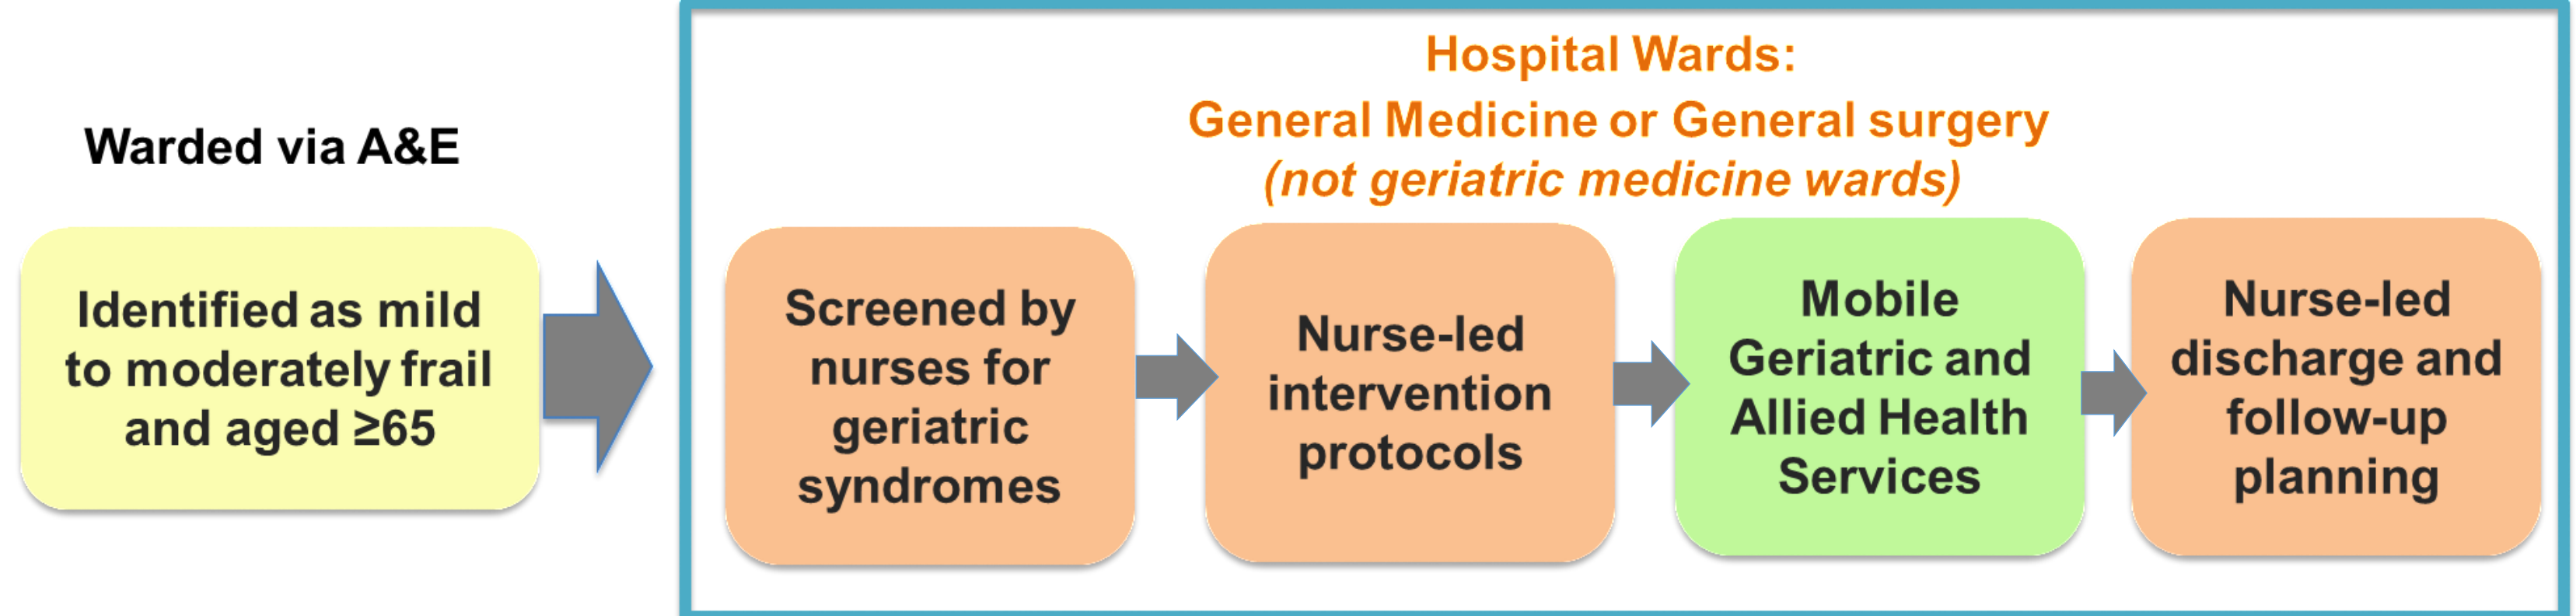 Warded via A&E
Identified as mild
to moderately frail
and aged ≥65
Hospital Wards:
General Medicine or General surgery
(not geriatric medicine wards)
Screened by
nurses for
geriatric
syndromes
Nurse-led
intervention
protocols
Mobile
Geriatric and
Allied Health
Services
Nurse-led
discharge and
follow-up
planning